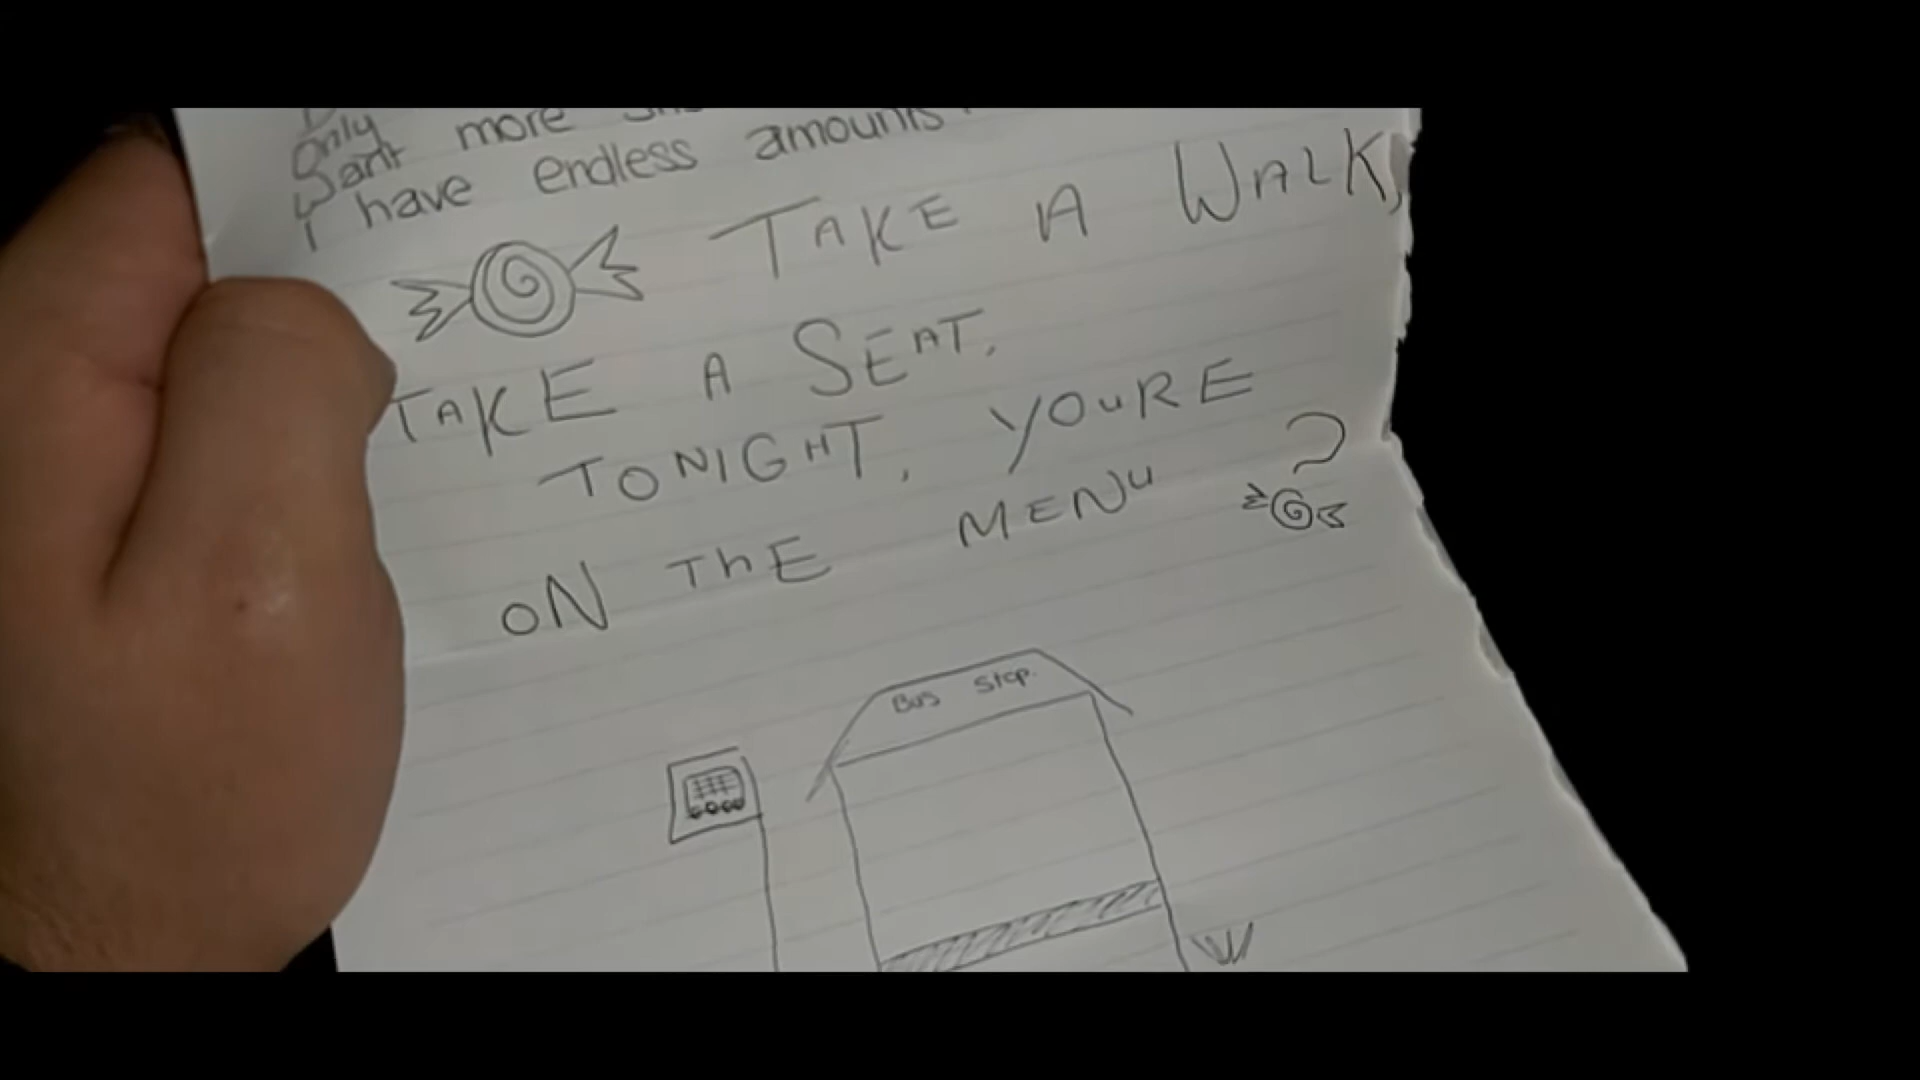 Only
Want more
I have endless amounts
TAKE A WALK,
TAKE A SEAT.
TONIGHT, YOURE
ON THE MENU ?
Bus Stop